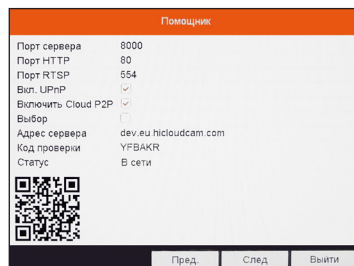 Помощник
Порт сервера 8000
Порт HTTP 80
Порт RTSP 554
Вкл. UPnP
Включить Cloud P2P
Выбор
Адрес сервера dev.eu.hicloudcam.com
Код проверки YFBAKR
Статус В сети
Пред. След Выйти